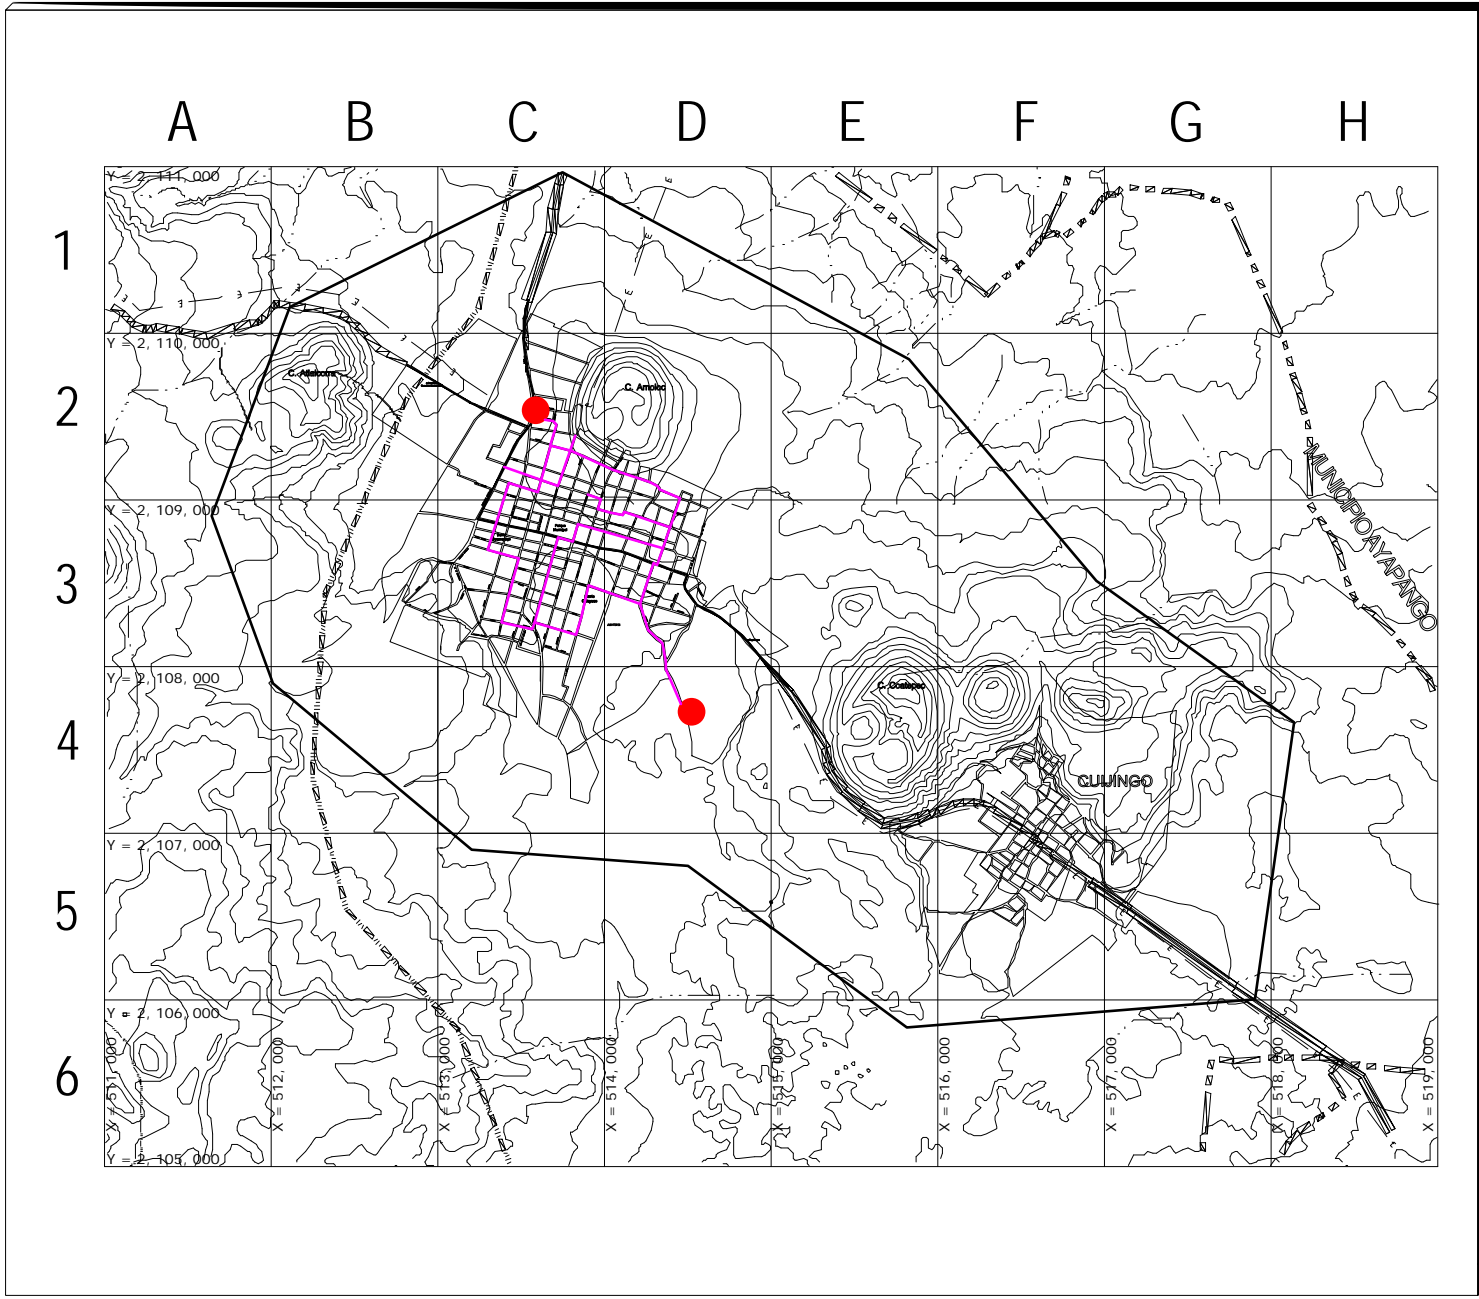 A B C D E F G H
Y = 2, 111, 000
1
Y = 2, 110, 000
C. Amolco
2
MUNICIPIO AYAPANGO
Y = 2, 109, 000
3
Y = 2, 108, 000
C. Coatepec
4
CUIJINGO
Y = 2, 107, 000
5
Y = 2, 106, 000
6
X = 511, 000
X = 512, 000
X = 513, 000
X = 514, 000
X = 515, 000
X = 516, 000
X = 517, 000
X = 518, 000
X = 519, 000
Y = 2, 105, 000